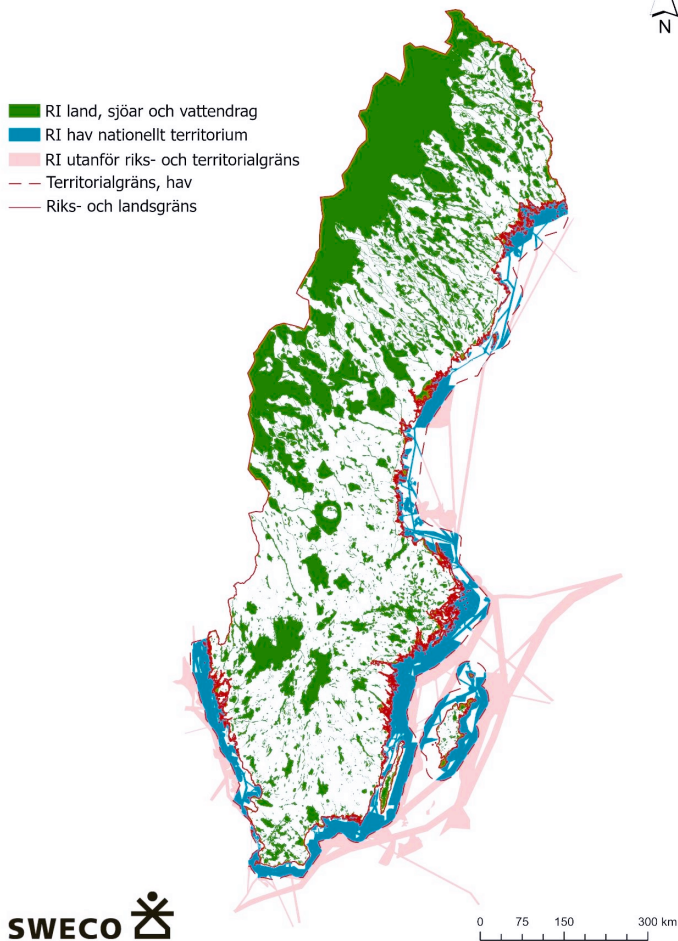 N
RI land, sjöar och vattendrag
RI hav nationellt territorium
RI utanför riks- och territorialgräns
Territorialgräns, hav
Riks- och landsgräns
SWECO
0 75 150 300 km